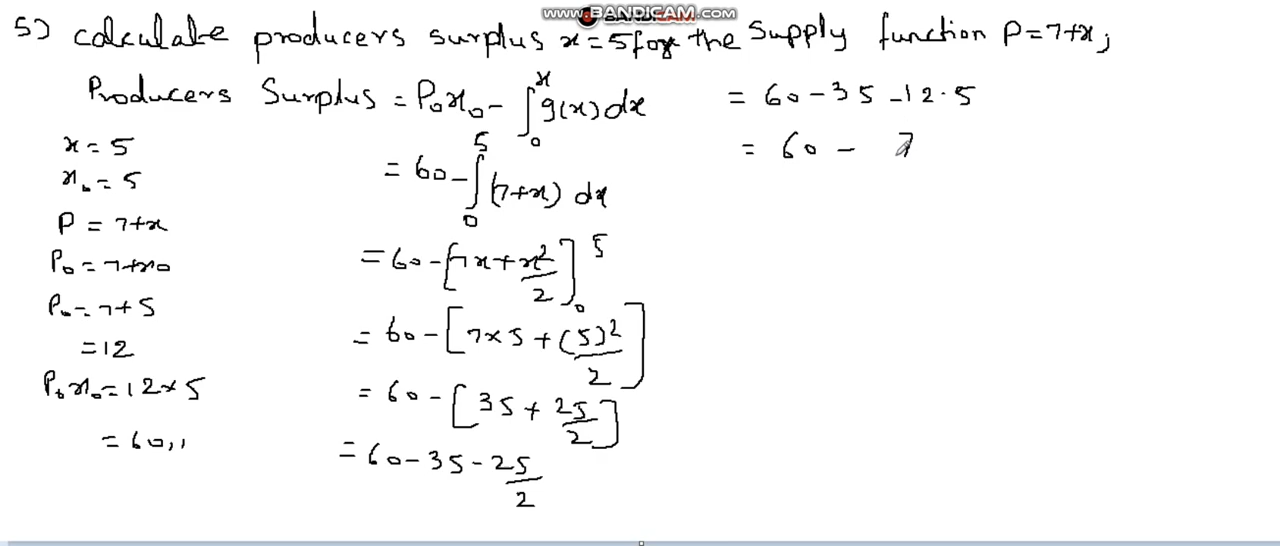 www.BANDICAM.com
5) calculate producers surplus x=5 for the supply function P=7+x;
Producers Surplus = P₀x₀ - ∫₀ˣ g(x) dx
x = 5
x₀ = 5
P = 7+x
P₀ = 7+x₀
P₀ = 7+5
= 12
P₀x₀ = 12×5
= 60,,
= 60 - ∫₀⁵ (7+x) dx
= 60 - [7x + x²/2]₀⁵
= 60 - [7×5 + (5)²/2]
= 60 - [35 + 25/2]
= 60 - 35 - 25/2
= 60 - 35 - 12.5
= 60 -